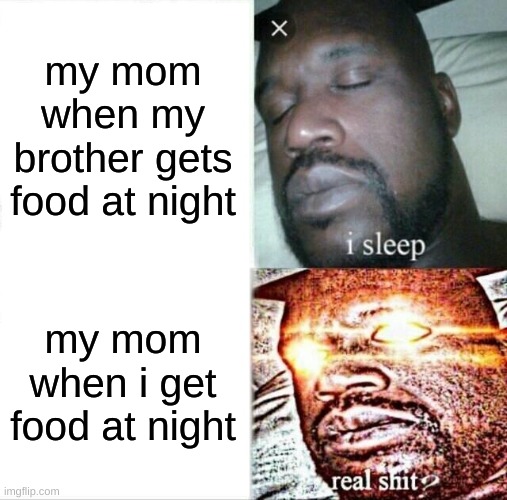 my mom
when my
brother gets
food at night
i sleep
my mom
when i get
food at night
real shit?
imgflip.com